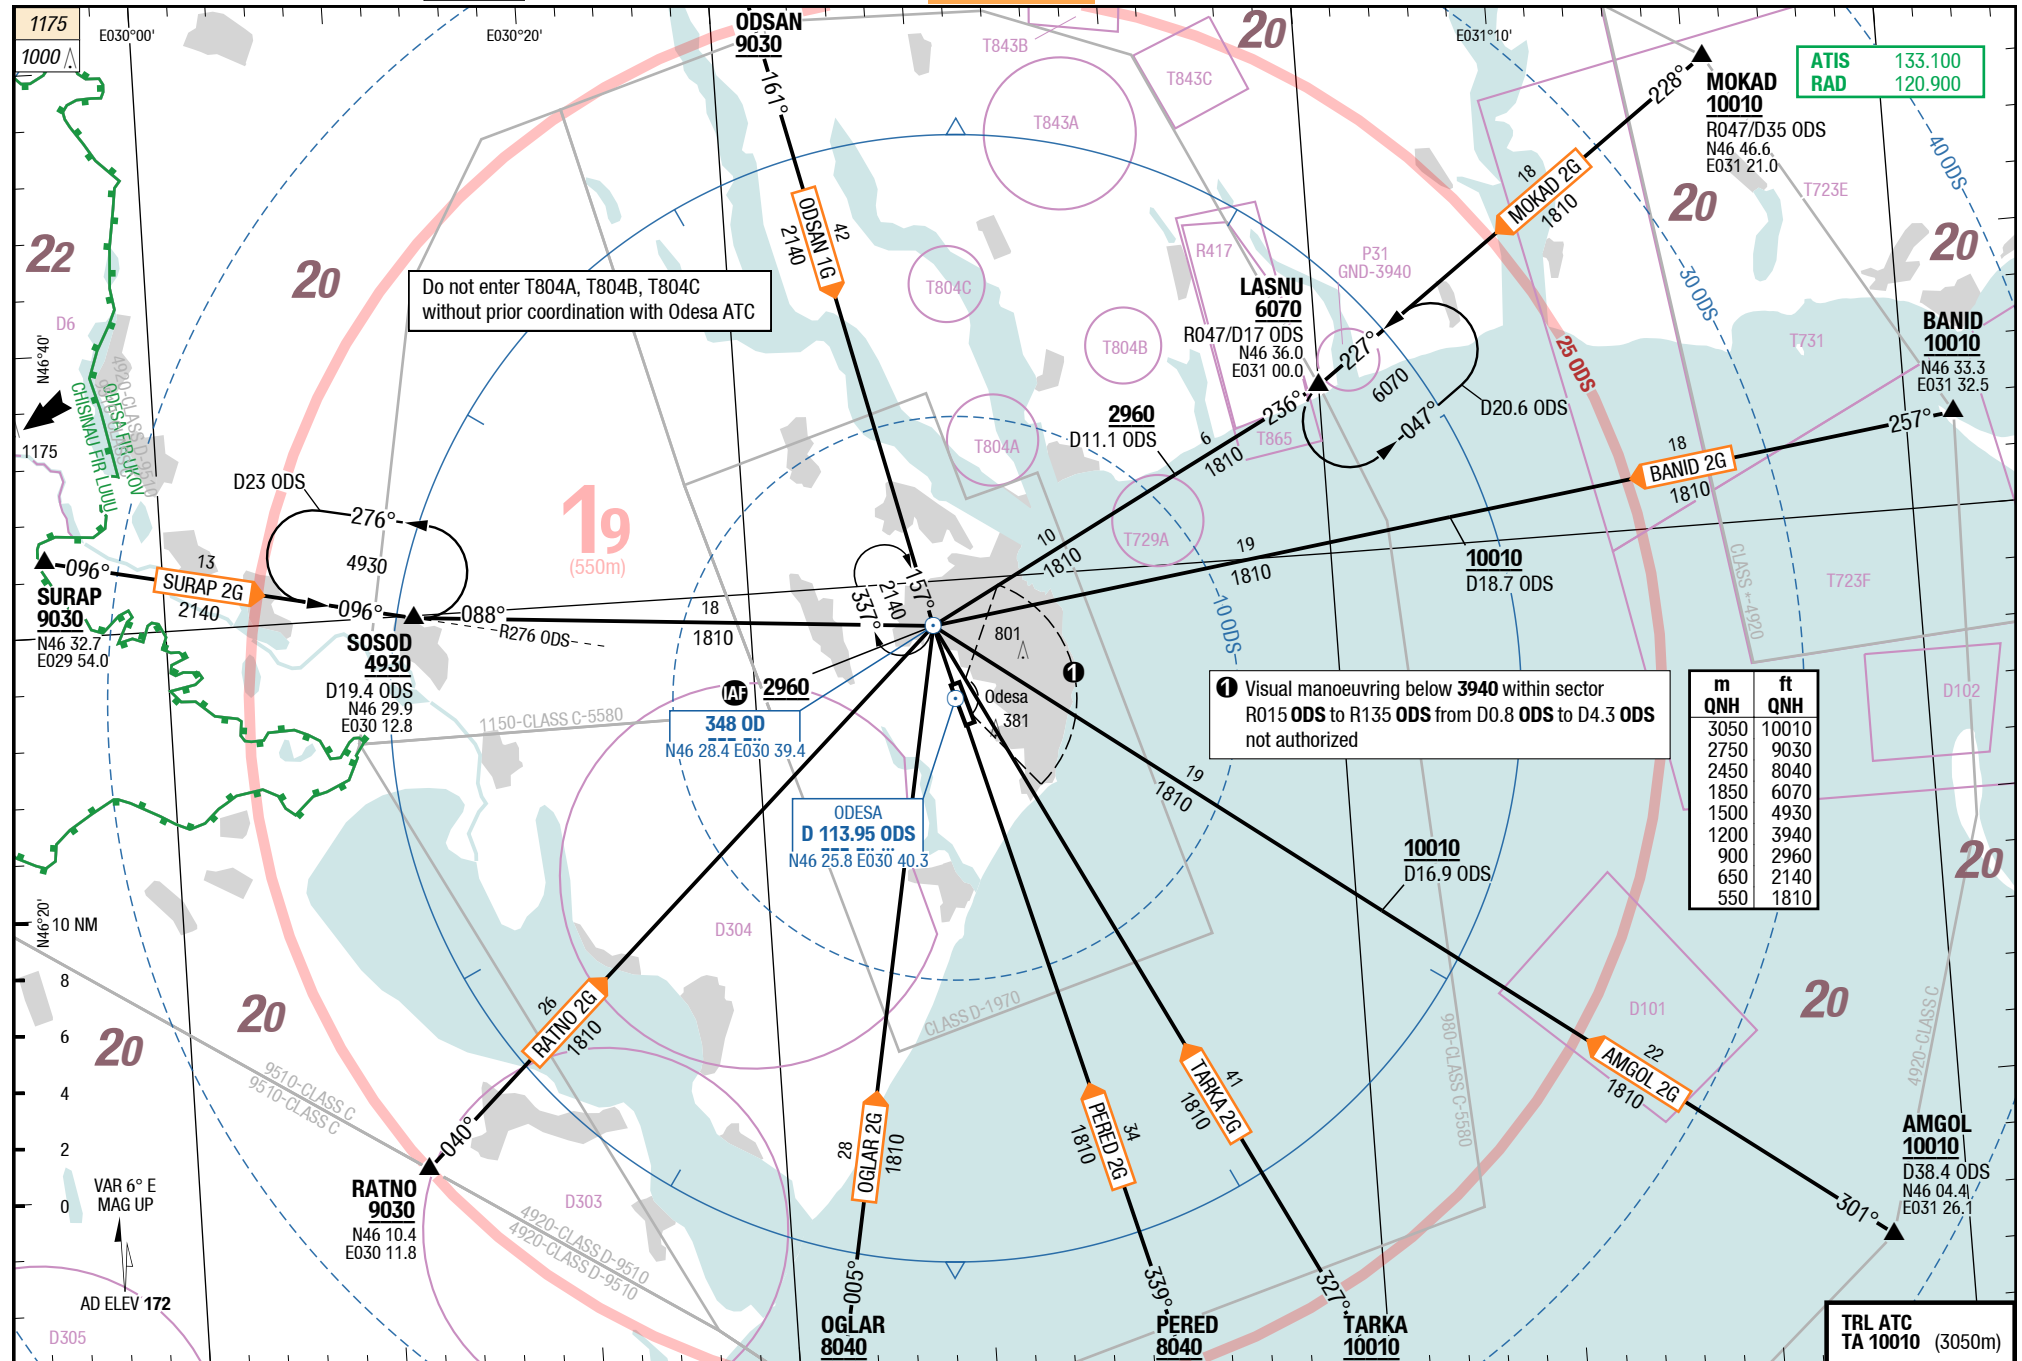 1175
1000
E030°00'
E030°20'
ODSAN
9030
161°
T843B
20
T843C
E031°10'
228°
MOKAD
10010
R047/D35 ODS
N46 46.6
E031 21.0
ATIS 133.100
RAD 120.900
40 ODS
T843A
18
MOKAD 2G
1810
20
T723E
22
20
ODSAN 1G
42
2140
Do not enter T804A, T804B, T804C
without prior coordination with Odesa ATC
T804C
R417
P31
GND-3940
20
30 ODS
D6
N46°40'
4920-CLASS D-9510
ODESA FIR UKOV
CHISINAU FIR LUUU
1175
T804B
LASNU
6070
R047/D17 ODS
N46 36.0
E031 00.0
227°
6070
047°
D20.6 ODS
25 ODS
T731
BANID
10010
N46 33.3
E031 32.5
257°
2960
D11.1 ODS
236°
6
1810
T865
18
BANID 2G
1810
T804A
D23 ODS
276°
4930
19
(550m)
T729A
10
1810
19
1810
10010
D18.7 ODS
CLASS +-4920
T723F
096°
13
SURAP 2G
2140
SURAP
9030
N46 32.7
E029 54.0
096°
088°
R276 ODS
18
1810
SOSOD
4930
D19.4 ODS
N46 29.9
E030 12.8
157°
2140
337°
10 ODS
801
IAF 2960
348 OD
N46 28.4 E030 39.4
1150-CLASS C-5580
Odesa
381
1
1 Visual manoeuvring below 3940 within sector
R015 ODS to R135 ODS from D0.8 ODS to D4.3 ODS
not authorized
m ft
QNH QNH
3050 10010
2750 9030
2450 8040
1850 6070
1500 4930
1200 3940
900 2960
650 2140
550 1810
D102
ODESA
D 113.95 ODS
N46 25.8 E030 40.3
19
1810
10010
D16.9 ODS
20
N46°20'
10 NM
8
6
4
2
0
D304
CLASS D-1970
D101
20
4920-CLASS C
20
20
26
RATNO 2G
1810
9510-CLASS C
9510-CLASS C
980-CLASS C-5580
22
AMGOL 2G
1810
040°
28
OGLAR 2G
1810
34
PERED 2G
1810
41
TARKA 2G
1810
AMGOL
10010
D38.4 ODS
N46 04.4
E031 26.1
301°
VAR 6° E
MAG UP
RATNO
9030
N46 10.4
E030 11.8
D303
4920-CLASS D-9510
4920-CLASS D-9510
AD ELEV 172
D305
005°
OGLAR
8040
339°
PERED
8040
327°
TARKA
10010
TRL ATC
TA 10010 (3050m)